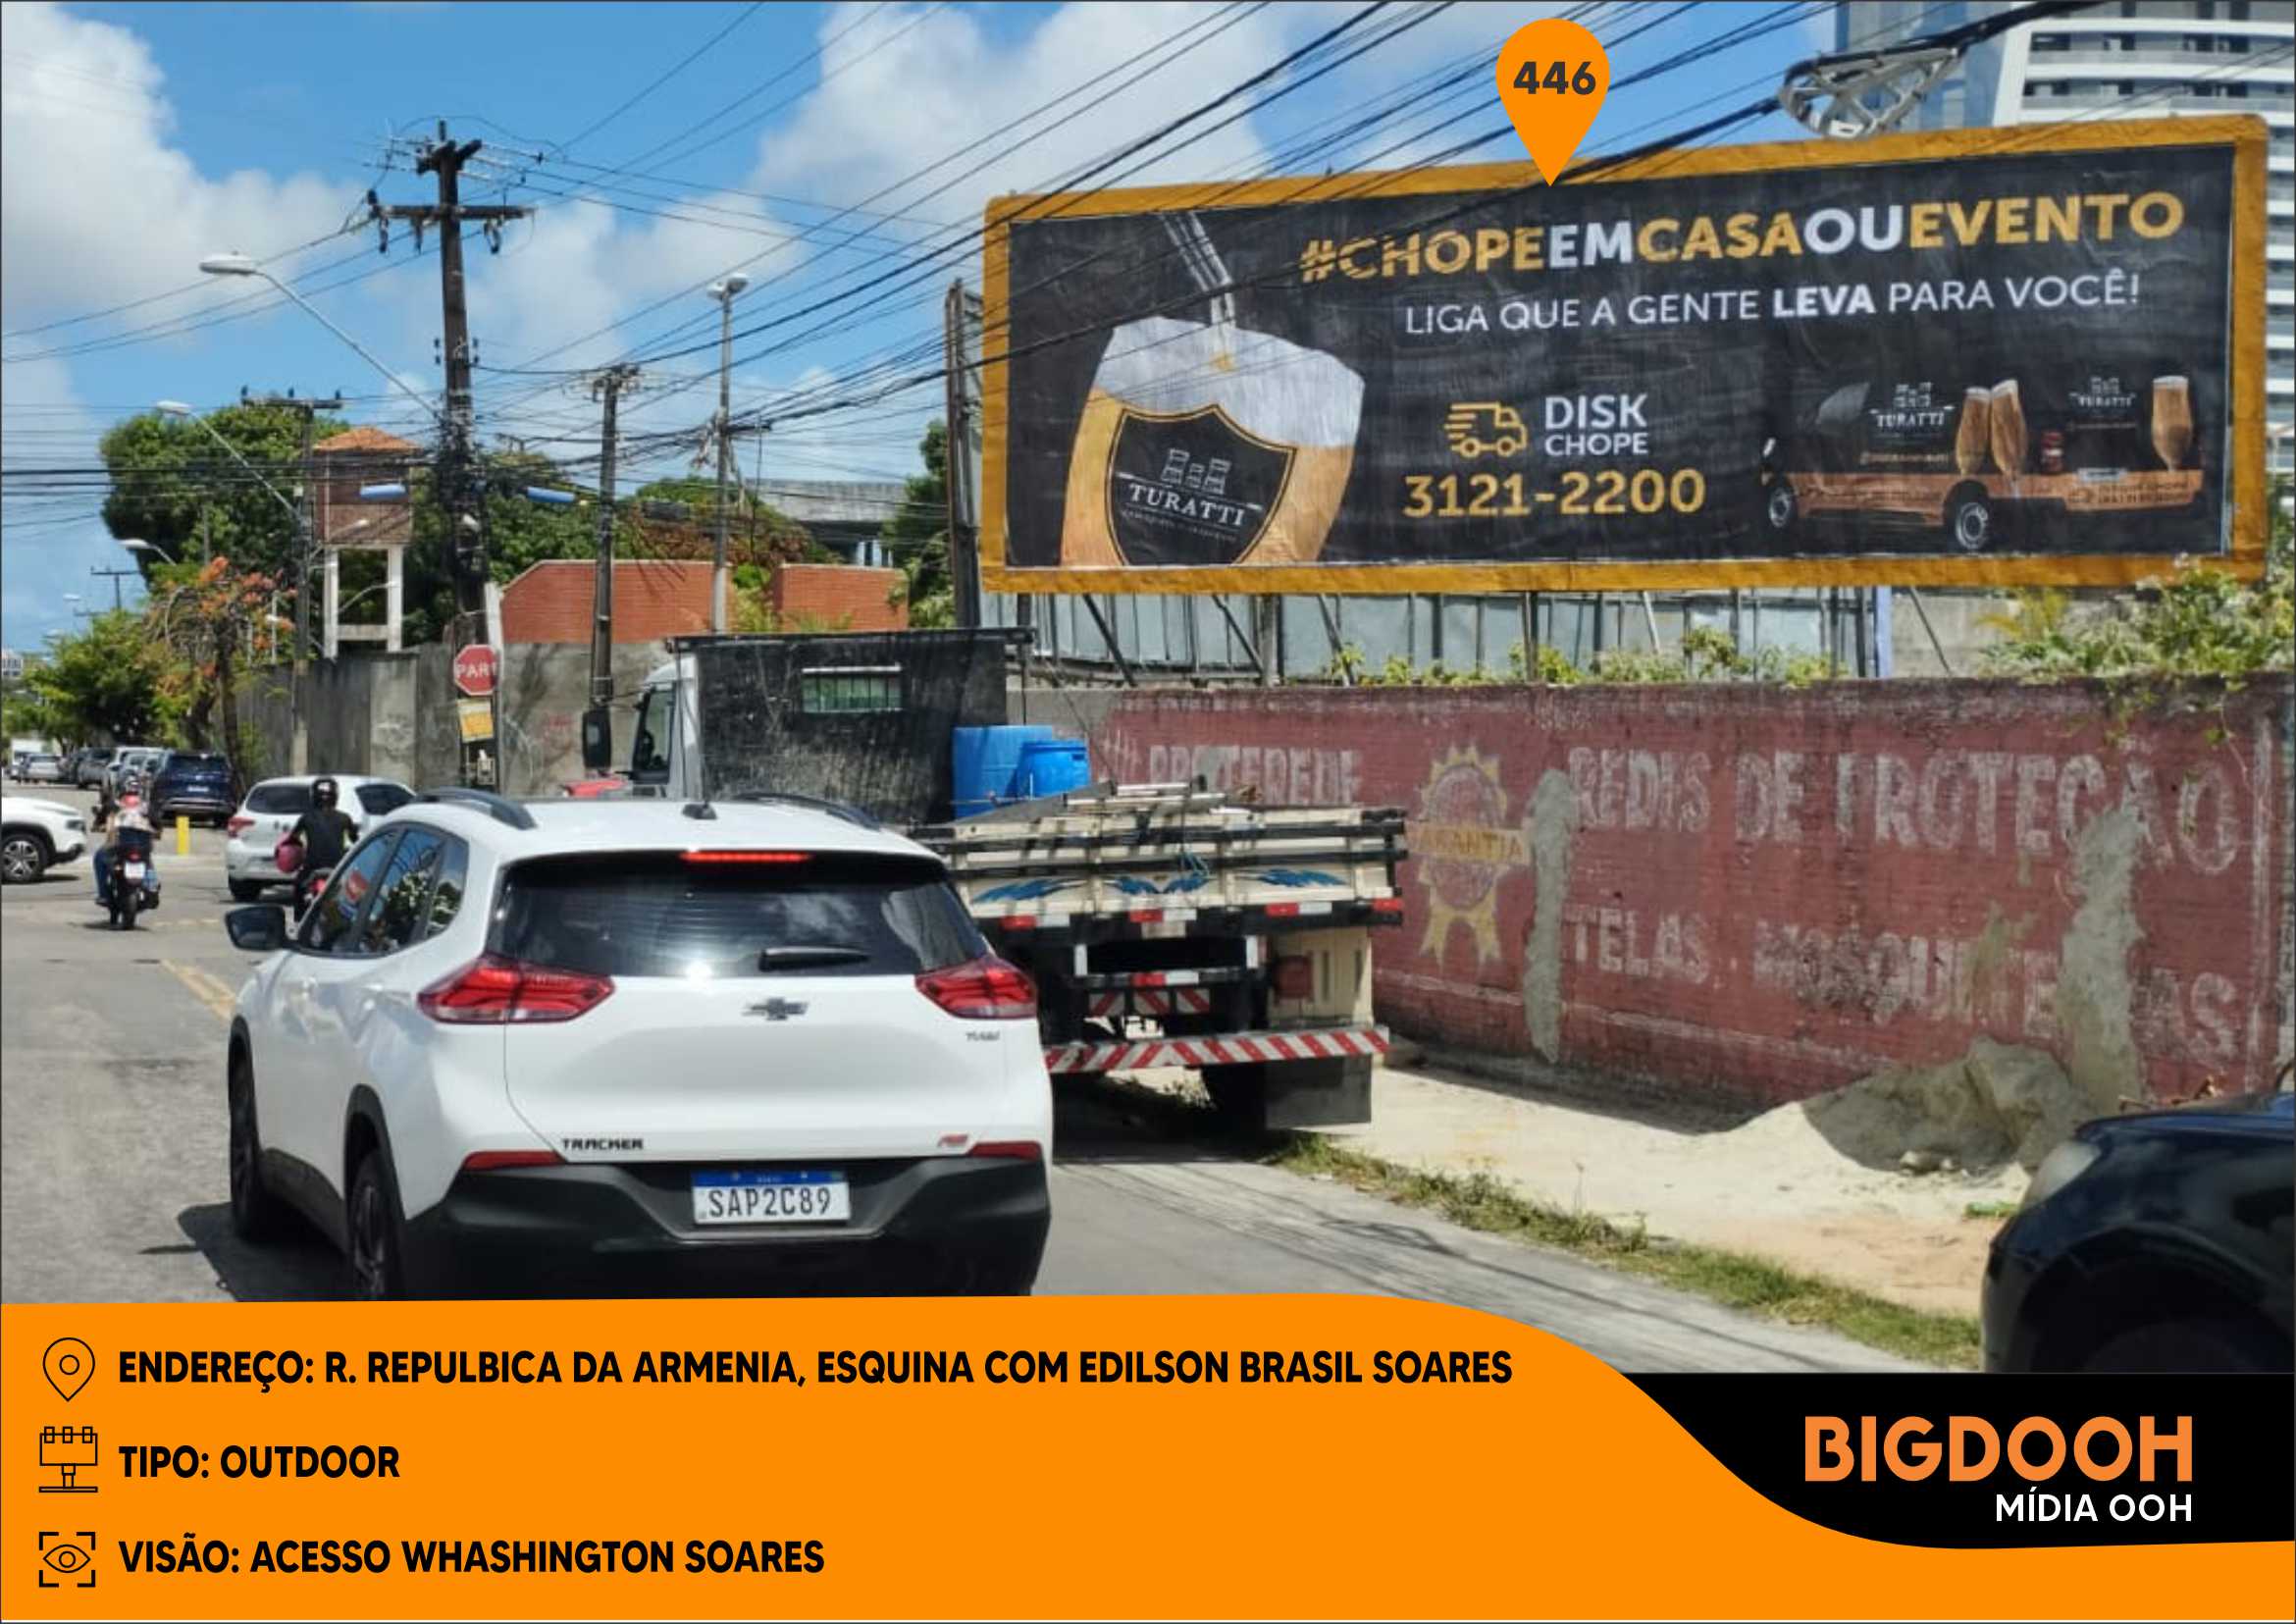 446
#CHOPEEMCASAOUEVENTO
LIGA QUE A GENTE LEVA PARA VOCÊ!
DISK
CHOPE
3121-2200
TURATTI
TURATTI
TURATTI
PARE
REDES DE PROTEÇÃO
GARANTIA
TELAS
TRACKER
RS
SAP2C89
ENDEREÇO: R. REPULBICA DA ARMENIA, ESQUINA COM EDILSON BRASIL SOARES
TIPO: OUTDOOR
VISÃO: ACESSO WHASHINGTON SOARES
BIGDOOH
MÍDIA OOH